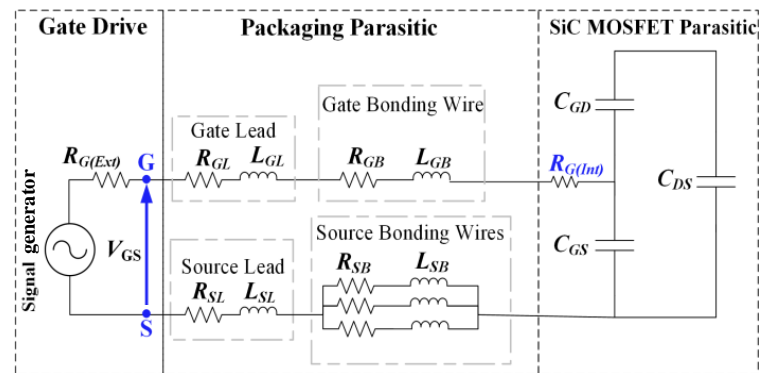 Gate Drive
Packaging Parasitic
SiC MOSFET Parasitic
Gate Bonding Wire
Gate Lead
C_GD
R_G(Ext)
G
R_GL
L_GL
R_GB
L_GB
R_G(Int)
C_DS
Signal generator
V_GS
Source Bonding Wires
Source Lead
R_SB
L_SB
C_GS
R_SL
L_SL
S